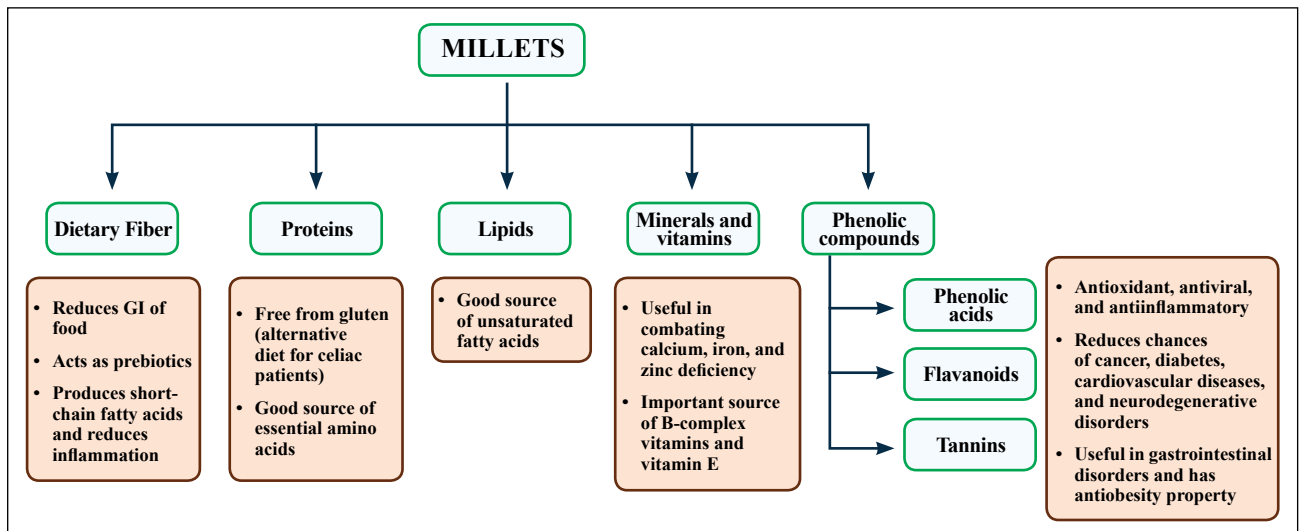 MILLETS
Dietary Fiber
Proteins
Lipids
Minerals and
vitamins
Phenolic
compounds
• Reduces GI of
food
• Acts as prebiotics
• Produces short-
chain fatty acids
and reduces
inflammation
• Free from gluten
(alternative
diet for celiac
patients)
• Good source of
essential amino
acids
• Good source
of unsaturated
fatty acids
• Useful in
combating
calcium, iron, and
zinc deficiency
• Important source
of B-complex
vitamins and
vitamin E
Phenolic
acids
Flavanoids
Tannins
• Antioxidant, antiviral,
and antiinflammatory
• Reduces chances
of cancer, diabetes,
cardiovascular diseases,
and neurodegenerative
disorders
• Useful in gastrointestinal
disorders and has
antiobesity property